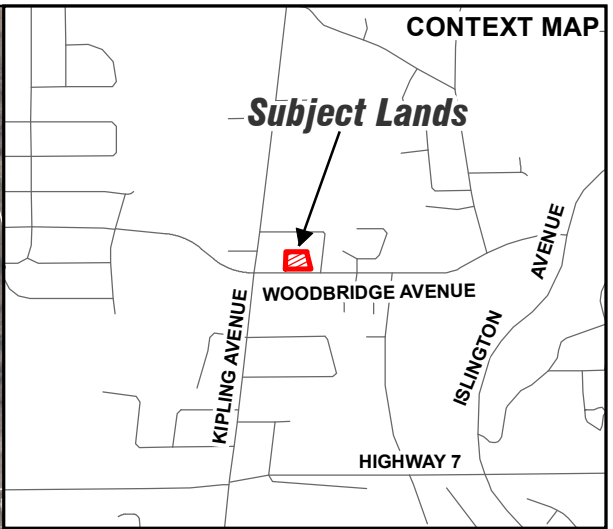 CONTEXT MAP
Subject Lands
AVENUE
WOODBRIDGE AVENUE
KIPLING AVENUE
ISLINGTON
HIGHWAY 7